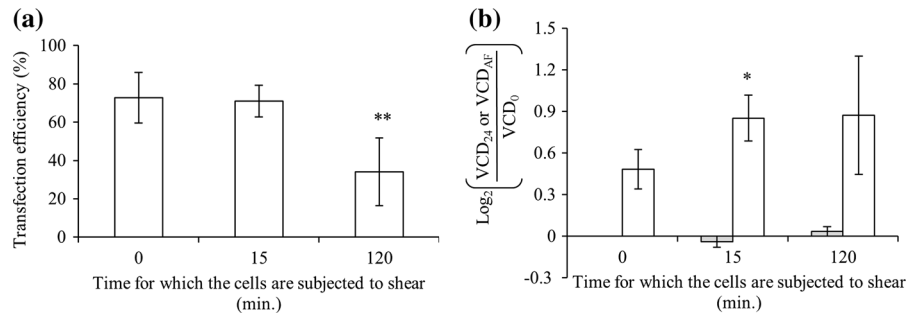 (a)
Transfection efficiency (%)
100
80
60
40
20
0
**
0 15 120
Time for which the cells are subjected to shear
(min.)
(b)
Log2 (VCD24 or VCDAF / VCD0)
1.5
1.2
0.9
0.6
0.3
0
-0.3
*
0 15 120
Time for which the cells are subjected to shear
(min.)